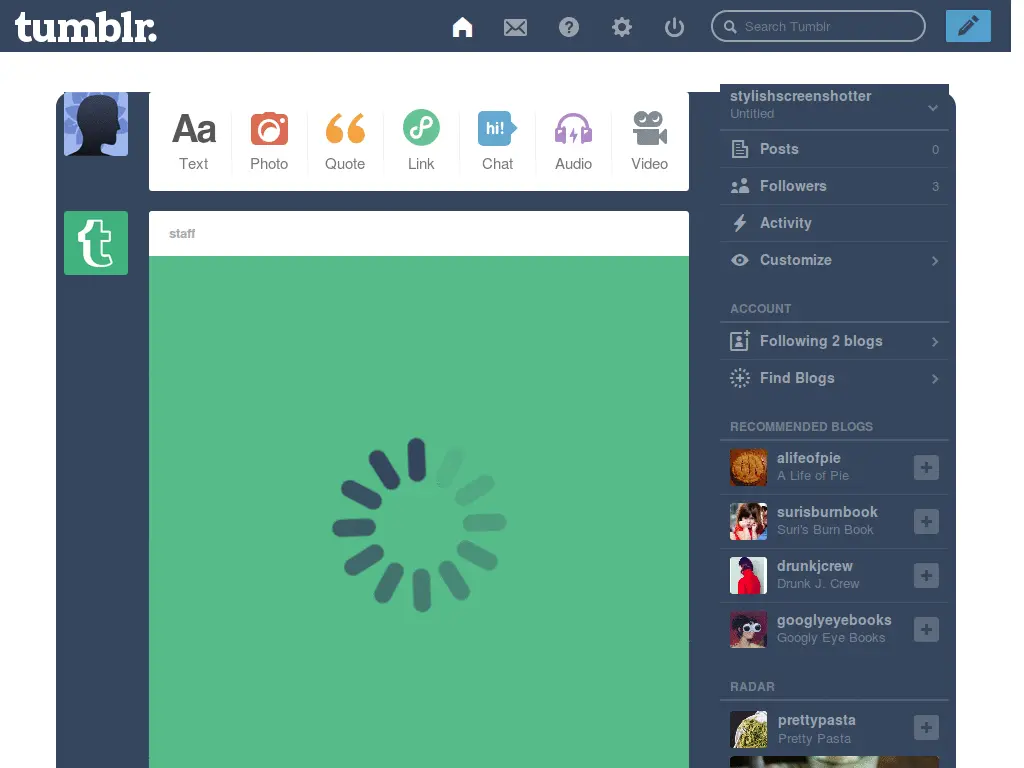 tumblr.
Search Tumblr
Aa
Text
Photo
Quote
Link
hi!
Chat
Audio
Video
t
staff
stylishscreenshotter
Untitled
Posts 0
Followers 3
Activity
Customize
ACCOUNT
Following 2 blogs
Find Blogs
RECOMMENDED BLOGS
alifeofpie
A Life of Pie
surisburnbook
Suri's Burn Book
drunkjcrew
Drunk J. Crew
googlyeyebooks
Googly Eye Books
RADAR
prettypasta
Pretty Pasta